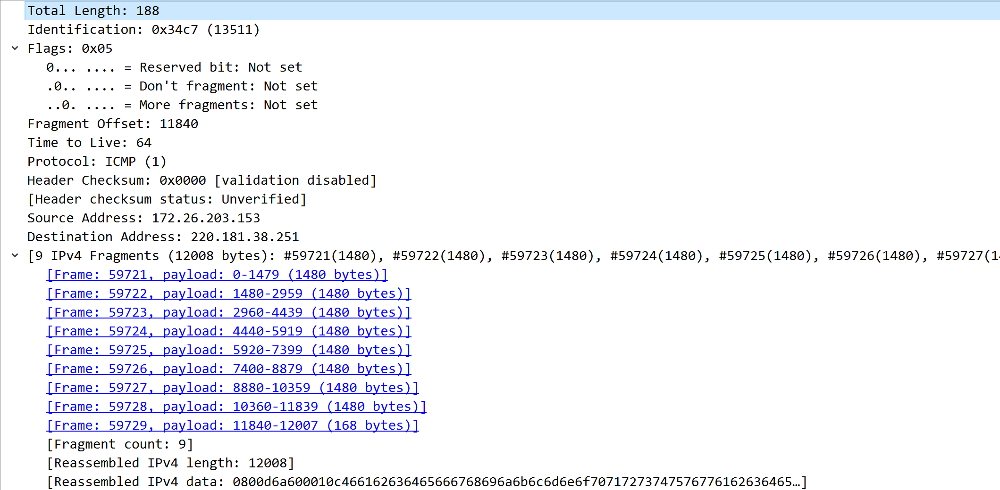 Total Length: 188
Identification: 0x34c7 (13511)
Flags: 0x05
0... .... = Reserved bit: Not set
.0.. .... = Don't fragment: Not set
..0. .... = More fragments: Not set
Fragment Offset: 11840
Time to Live: 64
Protocol: ICMP (1)
Header Checksum: 0x0000 [validation disabled]
[Header checksum status: Unverified]
Source Address: 172.26.203.153
Destination Address: 220.181.38.251
[9 IPv4 Fragments (12008 bytes): #59721(1480), #59722(1480), #59723(1480), #59724(1480), #59725(1480), #59726(1480), #59727(14
[Frame: 59721, payload: 0-1479 (1480 bytes)]
[Frame: 59722, payload: 1480-2959 (1480 bytes)]
[Frame: 59723, payload: 2960-4439 (1480 bytes)]
[Frame: 59724, payload: 4440-5919 (1480 bytes)]
[Frame: 59725, payload: 5920-7399 (1480 bytes)]
[Frame: 59726, payload: 7400-8879 (1480 bytes)]
[Frame: 59727, payload: 8880-10359 (1480 bytes)]
[Frame: 59728, payload: 10360-11839 (1480 bytes)]
[Frame: 59729, payload: 11840-12007 (168 bytes)]
[Fragment count: 9]
[Reassembled IPv4 length: 12008]
[Reassembled IPv4 data: 0800d6a600010c466162636465666768696a6b6c6d6e6f70717273747576776162636465…]